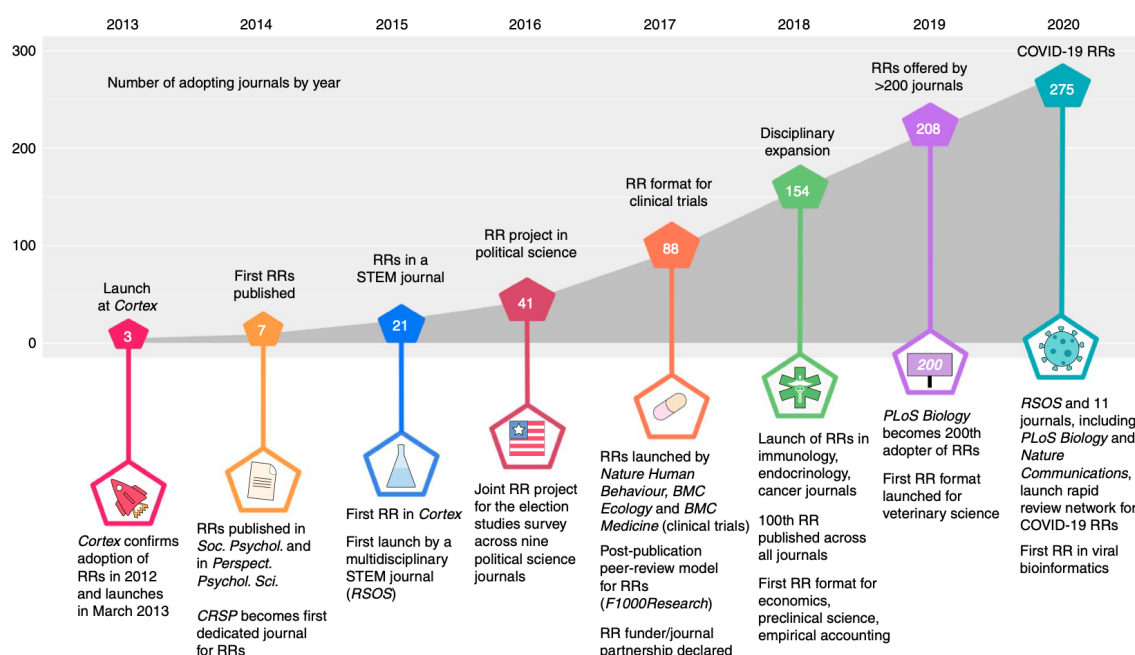 2013
2014
2015
2016
2017
2018
2019
2020
300
200
100
0
Number of adopting journals by year
Launch
at Cortex
3
First RRs
published
7
RRs in a
STEM journal
21
RR project in
political science
41
RR format for
clinical trials
88
Disciplinary
expansion
154
RRs offered by
>200 journals
208
COVID-19 RRs
275
Cortex confirms
adoption of
RRs in 2012
and launches
in March 2013
RRs published in
Soc. Psychol. and
in Perspect.
Psychol. Sci.
CRSP becomes first
dedicated journal
for RRs
First RR in Cortex
First launch by a
multidisciplinary
STEM journal
(RSOS)
Joint RR project
for the election
studies survey
across nine
political science
journals
RRs launched by
Nature Human
Behaviour, BMC
Ecology and BMC
Medicine (clinical trials)
Post-publication
peer-review model
for RRs
(F1000Research)
RR funder/journal
partnership declared
Launch of RRs in
immunology,
endocrinology,
cancer journals
100th RR
published across
all journals
First RR format for
economics,
preclinical science,
empirical accounting
200
PLoS Biology
becomes 200th
adopter of RRs
First RR format
launched for
veterinary science
RSOS and 11
journals, including
PLoS Biology and
Nature
Communications,
launch rapid
review network for
COVID-19 RRs
First RR in viral
bioinformatics